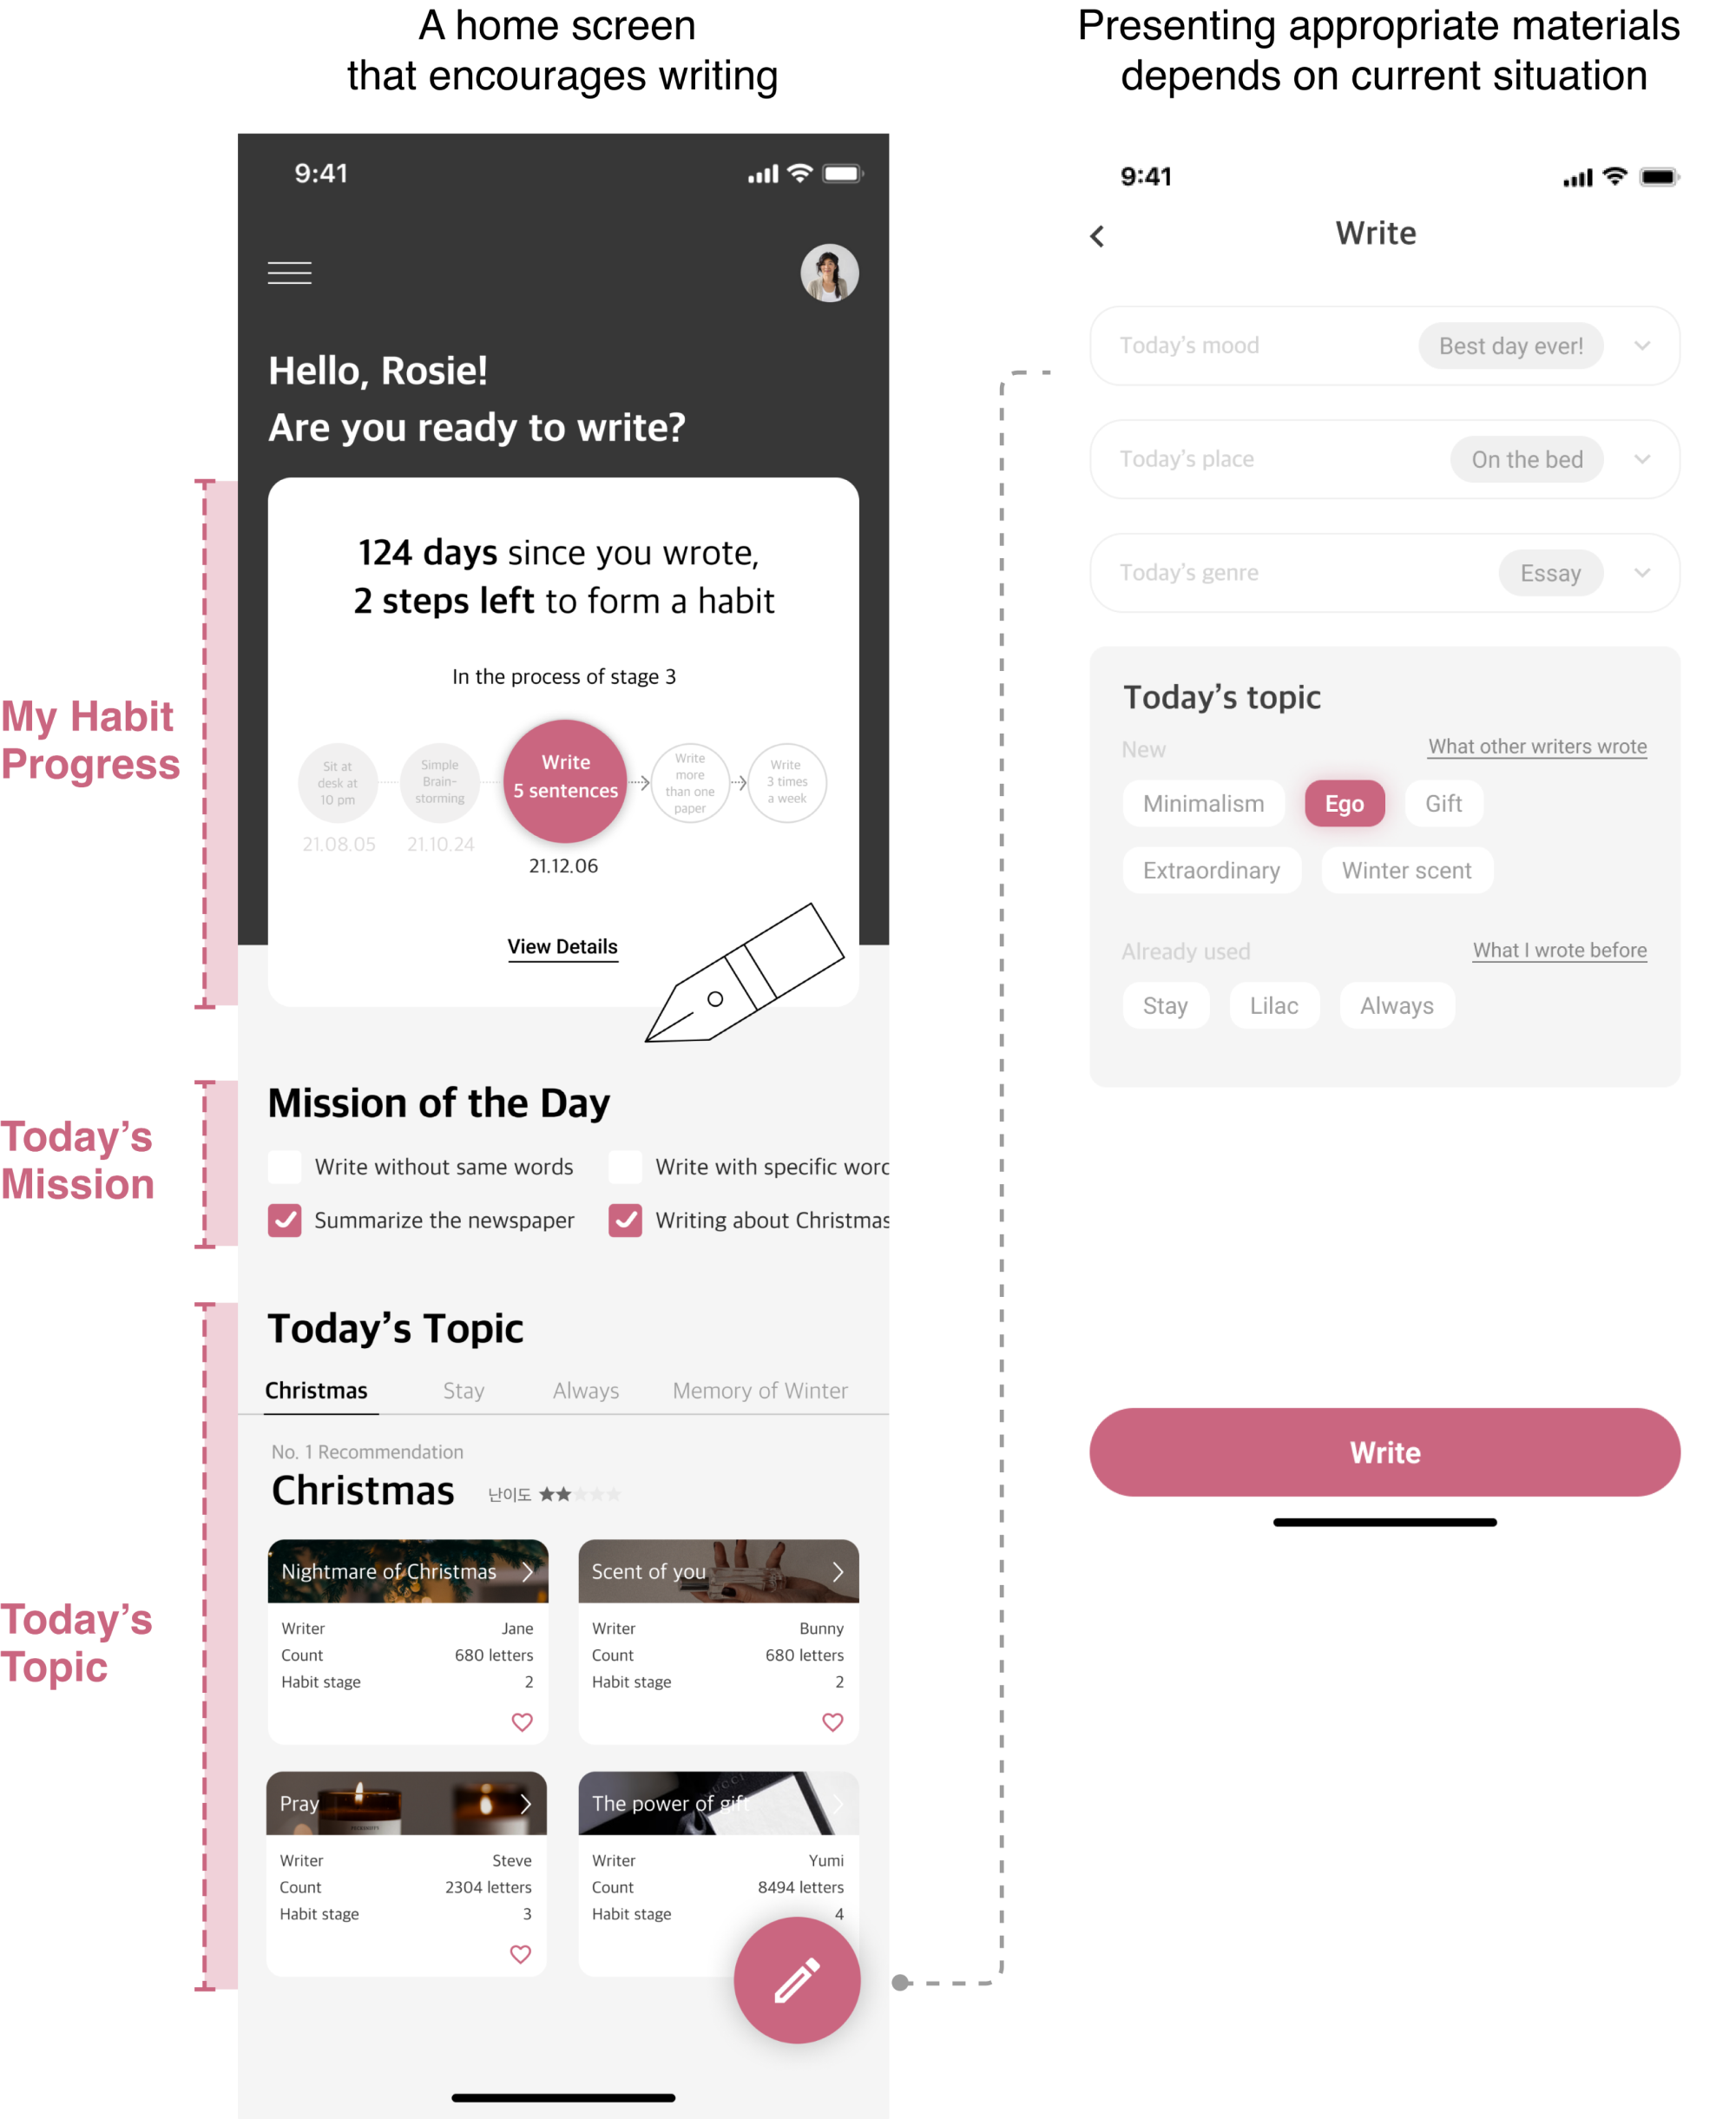 A home screen
that encourages writing
9:41
Hello, Rosie!
Are you ready to write?
My Habit
Progress
124 days since you wrote,
2 steps left to form a habit
In the process of stage 3
Sit at
desk at
10 pm
21.08.05
Simple
Brain-
storming
21.10.24
Write
5 sentences
21.12.06
Write
more
than one
paper
Write
3 times
a week
View Details
Today's
Mission
Mission of the Day
Write without same words
Write with specific worc
Summarize the newspaper
Writing about Christmas
Today's
Topic
Today's Topic
Christmas Stay Always Memory of Winter
No. 1 Recommendation
Christmas 난이도
Nightmare of Christmas
Writer Jane
Count 680 letters
Habit stage 2
Scent of you
Writer Bunny
Count 680 letters
Habit stage 2
Pray
Writer Steve
Count 2304 letters
Habit stage 3
The power of gift
Writer Yumi
Count 8494 letters
Habit stage 4
Presenting appropriate materials
depends on current situation
9:41
Write
Today's mood Best day ever!
Today's place On the bed
Today's genre Essay
Today's topic
New What other writers wrote
Minimalism Ego Gift
Extraordinary Winter scent
Already used What I wrote before
Stay Lilac Always
Write